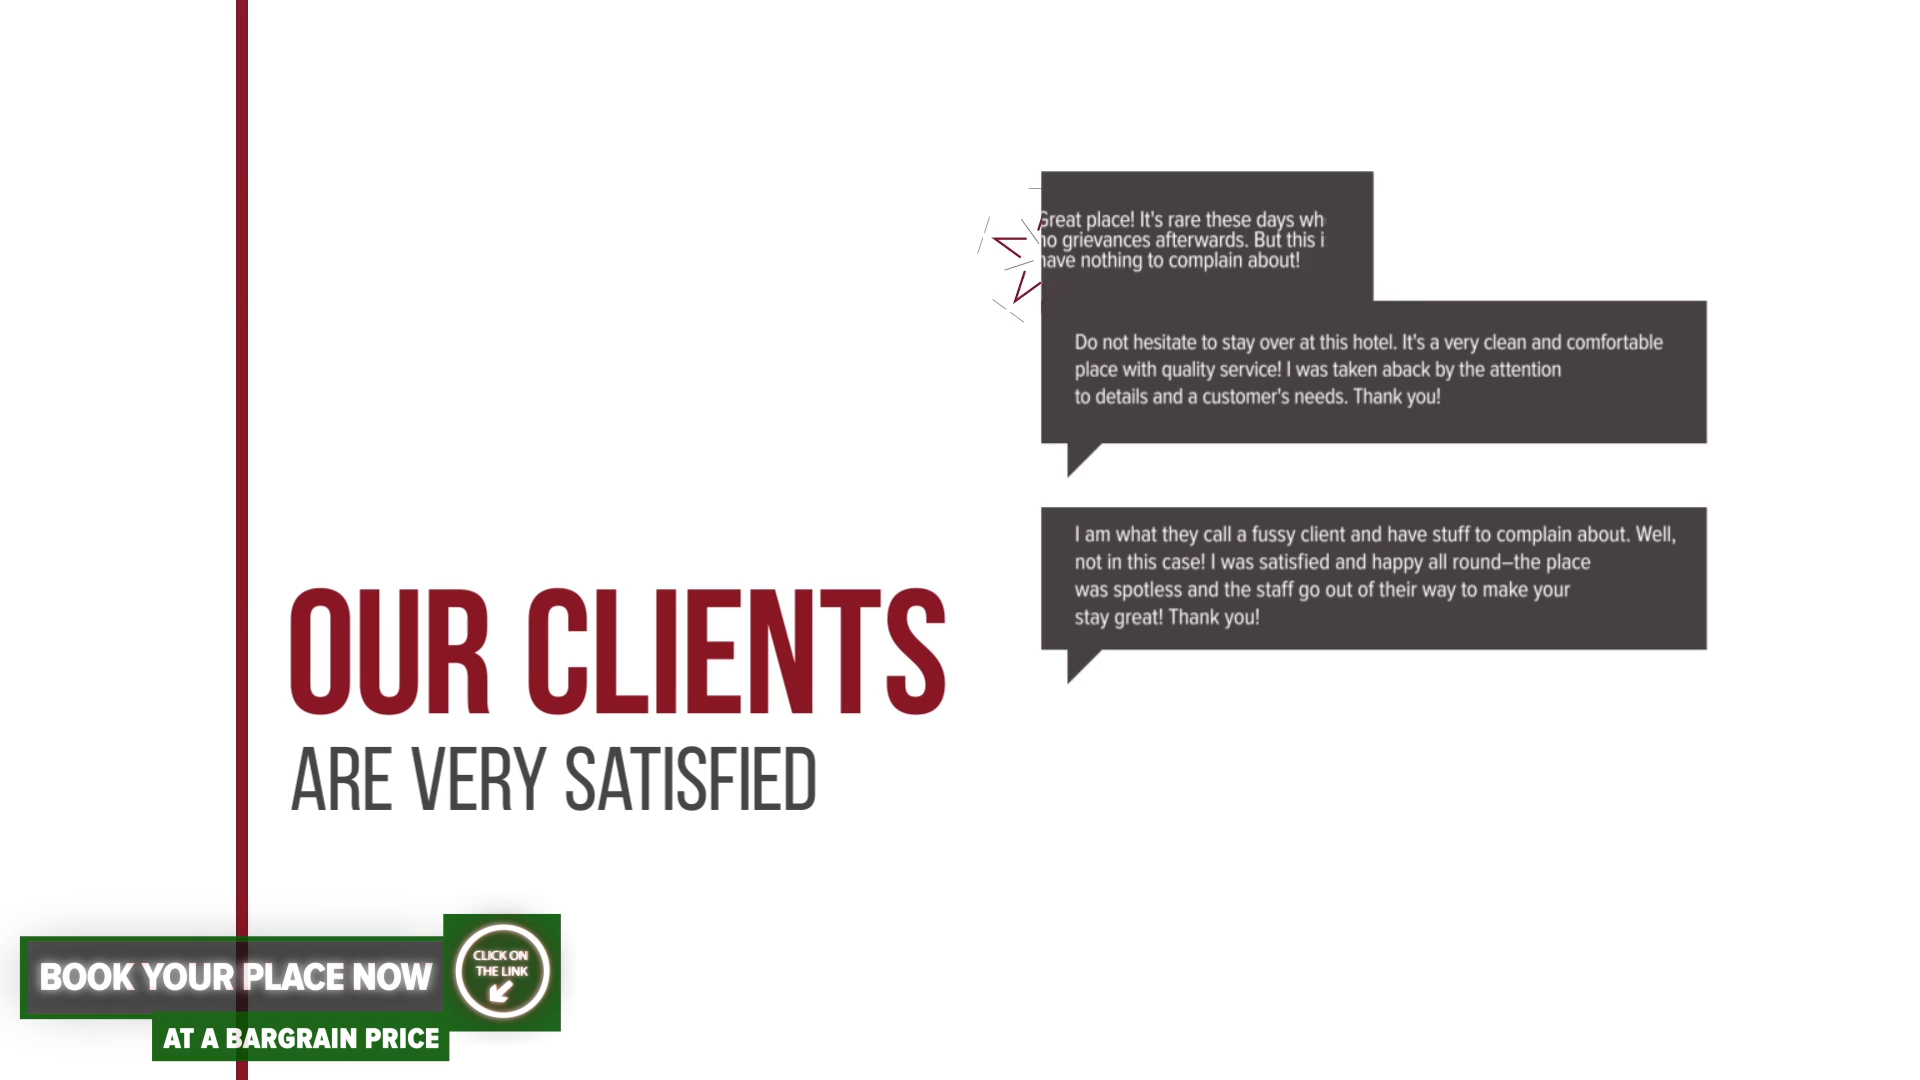 Great place! It's rare these days
no grievances afterwards. But this
have nothing to complain about!
Do not hesitate to stay over at this hotel. It's a very clean and comfortable
place with quality service! I was taken aback by the attention
to details and a customer's needs. Thank you!
I am what they call a fussy client and have stuff to complain about. Well,
not in this case! I was satisfied and happy all round–the place
was spotless and the staff go out of their way to make your
stay great! Thank you!
OUR CLIENTS
ARE VERY SATISFIED
BOOK YOUR PLACE NOW
CLICK ON
THE LINK
AT A BARGRAIN PRICE